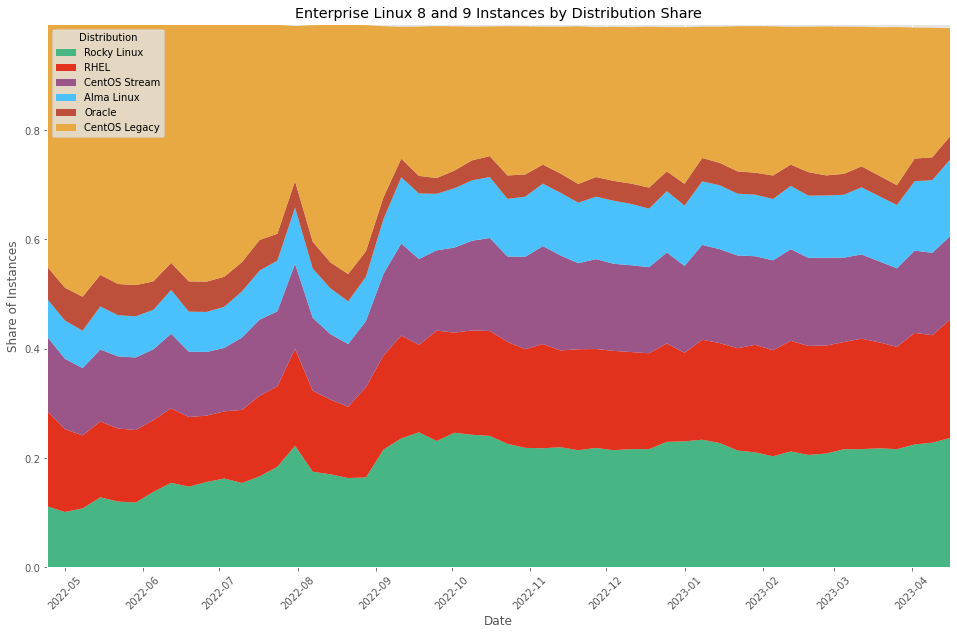 Enterprise Linux 8 and 9 Instances by Distribution Share
Distribution
Rocky Linux
RHEL
CentOS Stream
Alma Linux
Oracle
CentOS Legacy
Share of Instances
0.8
0.6
0.4
0.2
0.0
2022-05
2022-06
2022-07
2022-08
2022-09
2022-10
2022-11
2022-12
2023-01
2023-02
2023-03
2023-04
Date